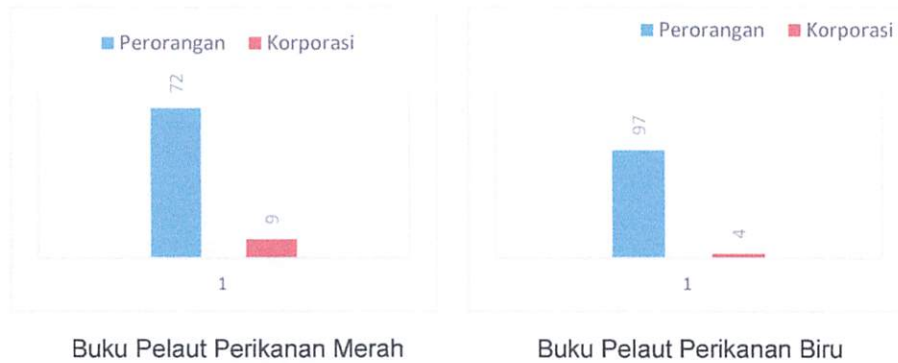 Perorangan Korporasi
72
9
1
Buku Pelaut Perikanan Merah
Perorangan Korporasi
97
4
1
Buku Pelaut Perikanan Biru